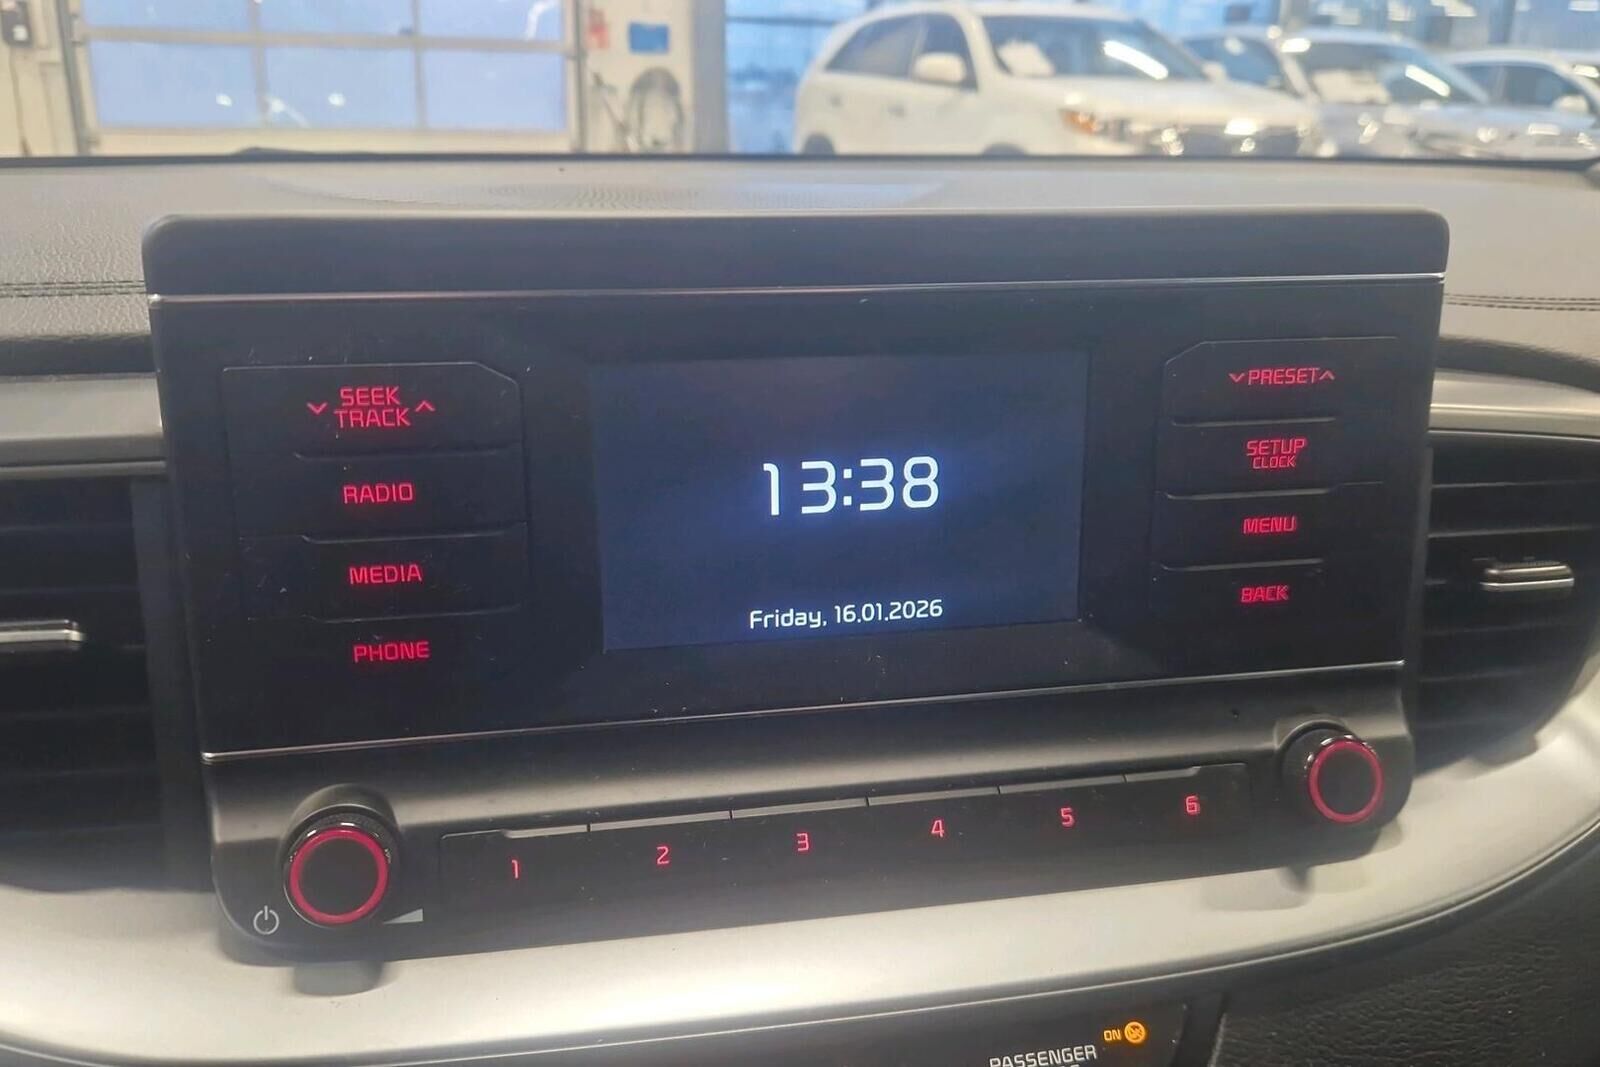 SEEK
TRACK
RADIO
MEDIA
PHONE
13:38
Friday, 16.01.2026
PRESET
SETUP
CLOCK
MENU
BACK
1
2
3
4
5
6
ON
PASSENGER